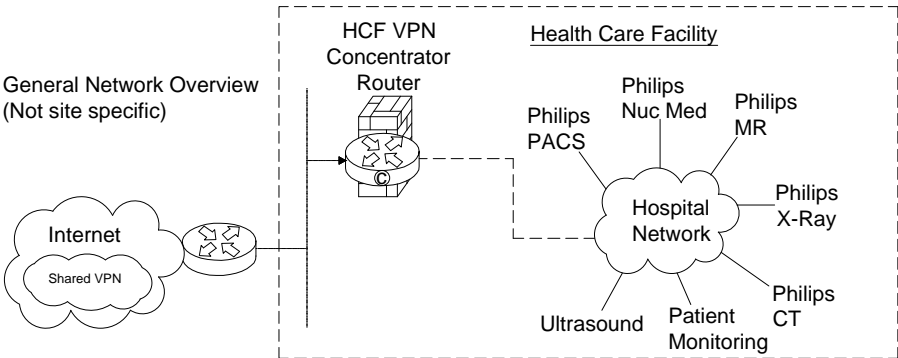 General Network Overview
(Not site specific)
Internet
Shared VPN
HCF VPN
Concentrator
Router
C
Health Care Facility
Philips
PACS
Philips
Nuc Med
Philips
MR
Hospital
Network
Philips
X-Ray
Philips
CT
Patient
Monitoring
Ultrasound